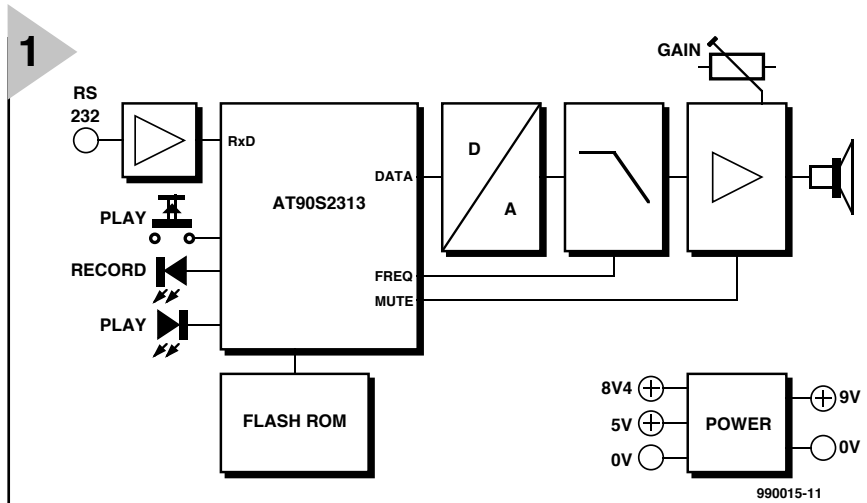 1
RS
232
RxD
PLAY
RECORD
PLAY
AT90S2313
DATA
FREQ
MUTE
FLASH ROM
D
A
GAIN
8V4
5V
0V
POWER
9V
0V
990015-11